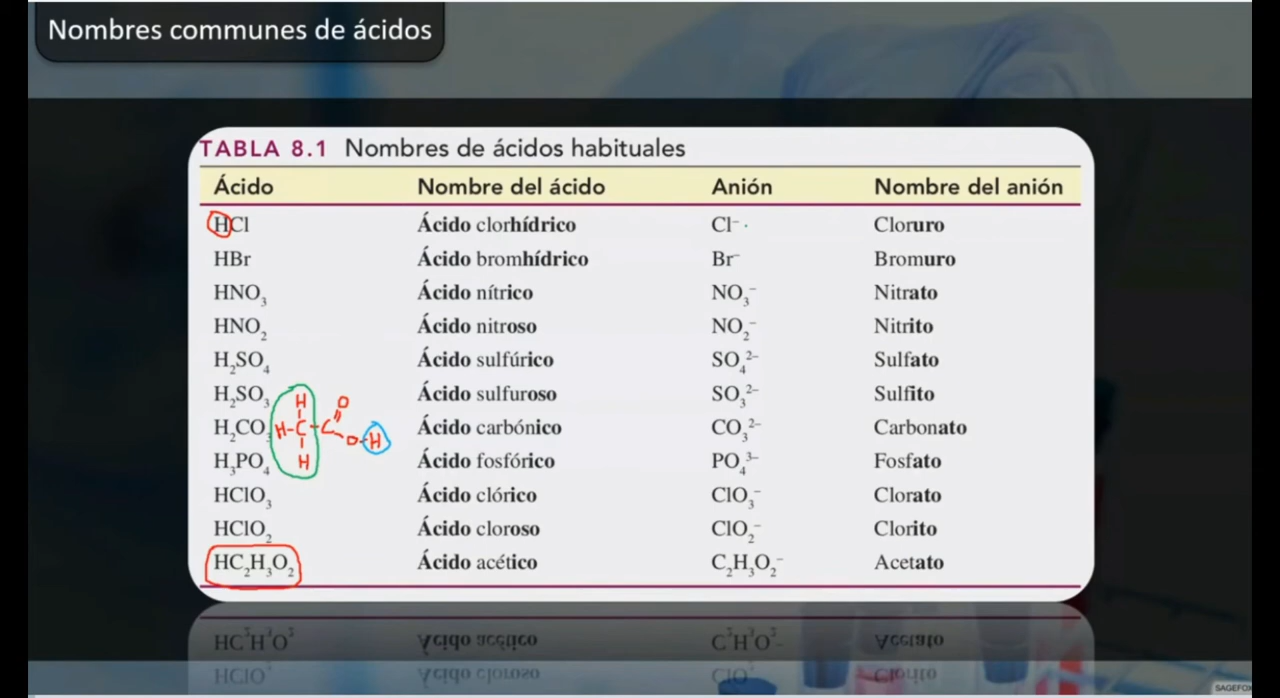 Nombres communes de ácidos
TABLA 8.1 Nombres de ácidos habituales
Ácido Nombre del ácido Anión Nombre del anión
HCl Ácido clorhídrico Cl⁻ Cloruro
HBr Ácido bromhídrico Br⁻ Bromuro
HNO₃ Ácido nítrico NO₃⁻ Nitrato
HNO₂ Ácido nitroso NO₂⁻ Nitrito
H₂SO₄ Ácido sulfúrico SO₄²⁻ Sulfato
H₂SO₃ Ácido sulfuroso SO₃²⁻ Sulfito
H O
H₂CO₃ Ácido carbónico CO₃²⁻ Carbonato
H-C-C
O-H
H₃PO₄ Ácido fosfórico PO₄³⁻ Fosfato
H
HClO₃ Ácido clórico ClO₃⁻ Clorato
HClO₂ Ácido cloroso ClO₂⁻ Clorito
HC₂H₃O₂ Ácido acético C₂H₃O₂⁻ Acetato
SAGEFOX